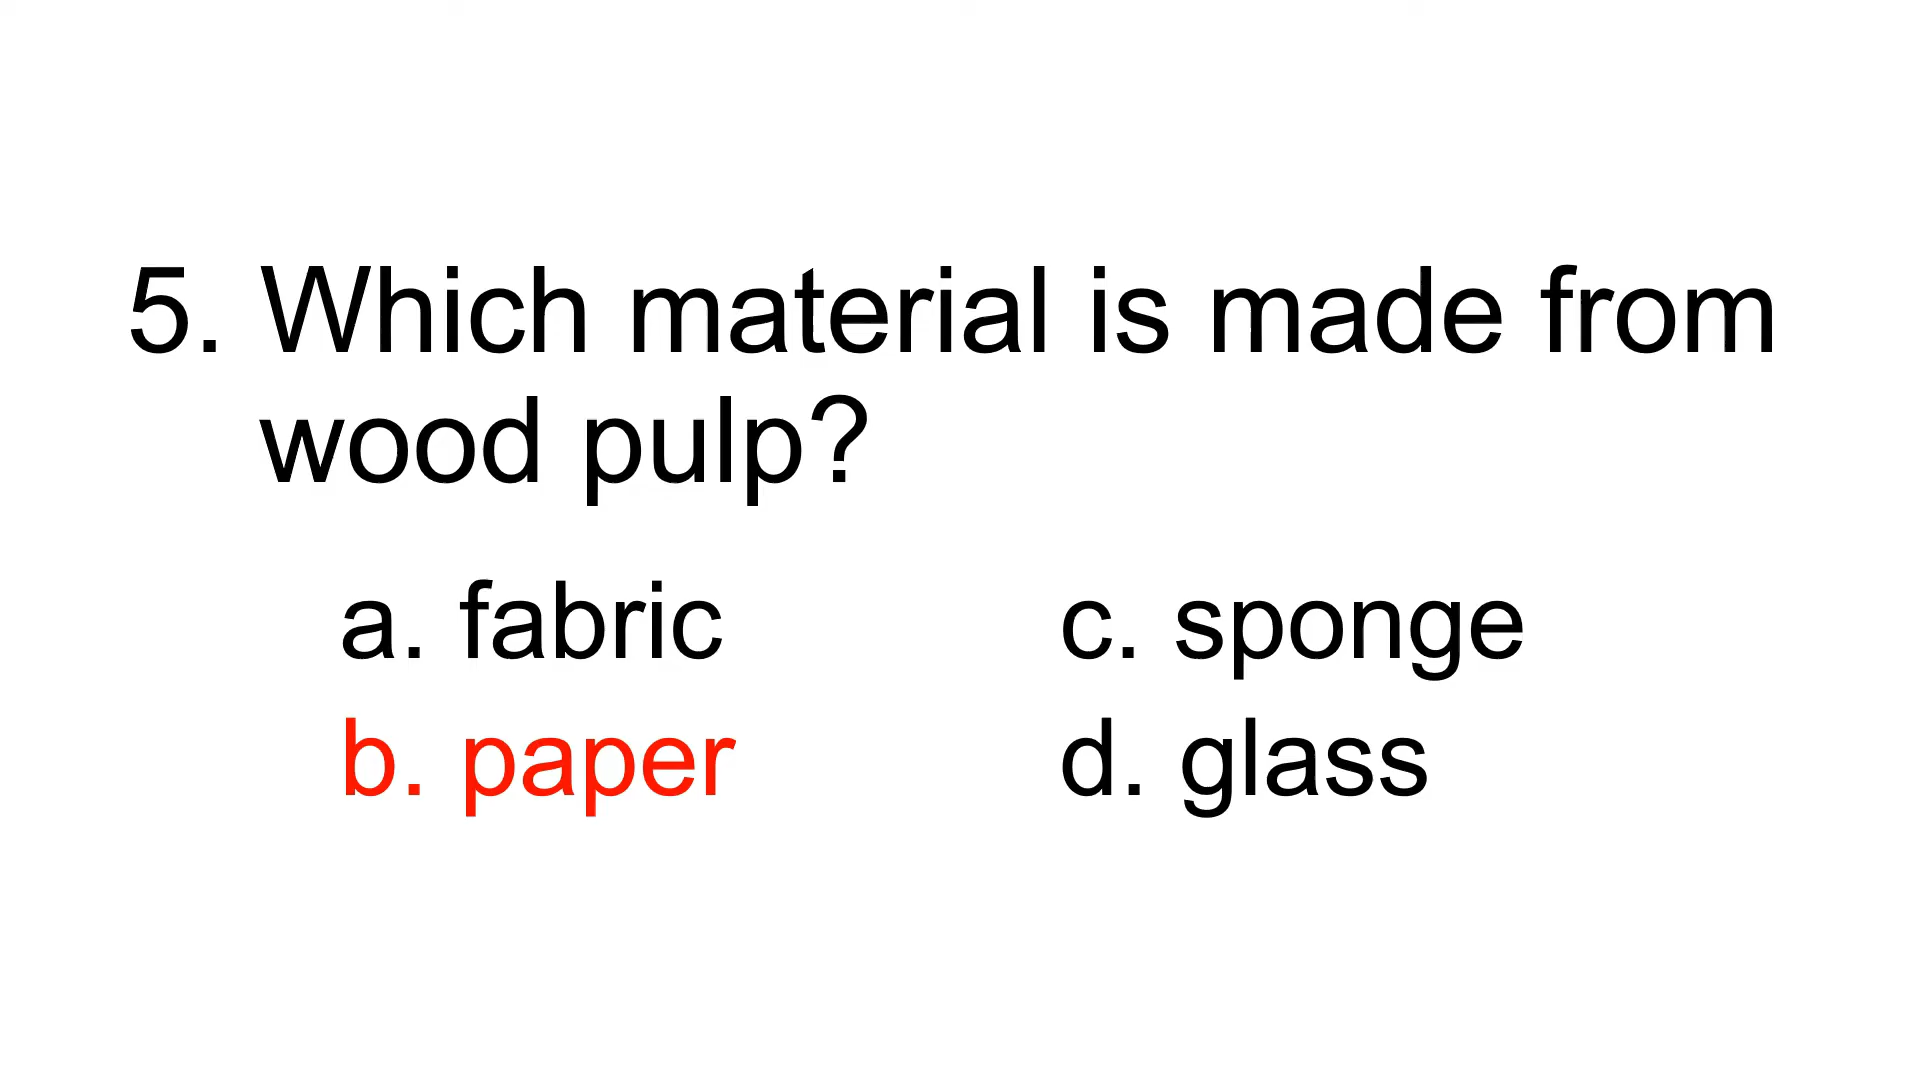 5. Which material is made from
wood pulp?
a. fabric
b. paper
c. sponge
d. glass